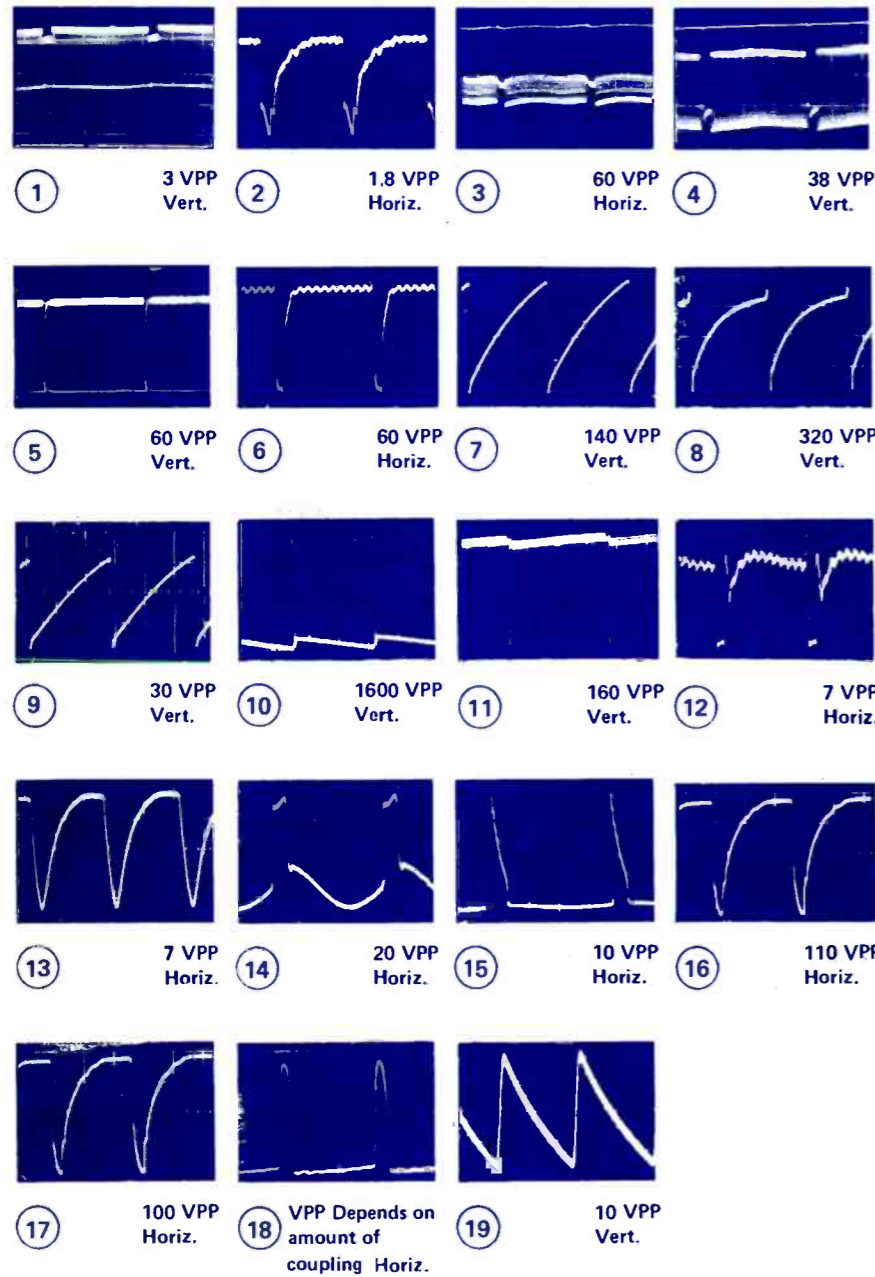 1 3 VPP
Vert.
2 1.8 VPP
Horiz.
3 60 VPP
Horiz.
4 38 VPP
Vert.
5 60 VPP
Vert.
6 60 VPP
Horiz.
7 140 VPP
Vert.
8 320 VPP
Vert.
9 30 VPP
Vert.
10 1600 VPP
Vert.
11 160 VPP
Vert.
12 7 VPP
Horiz.
13 7 VPP
Horiz.
14 20 VPP
Horiz.
15 10 VPP
Horiz.
16 110 VPP
Horiz.
17 100 VPP
Horiz.
18 VPP Depends on
amount of
coupling Horiz.
19 10 VPP
Vert.